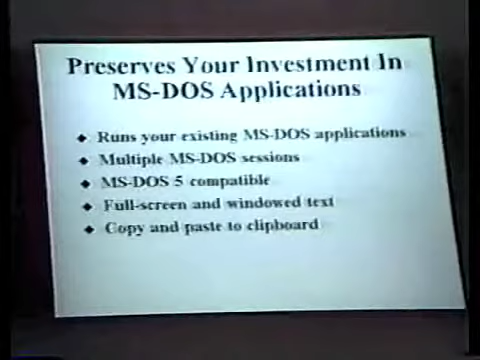 Preserves Your Investment In
MS-DOS Applications
◆ Runs your existing MS-DOS applications
◆ Multiple MS-DOS sessions
◆ MS-DOS 5 compatible
◆ Full-screen and windowed text
◆ Copy and paste to clipboard